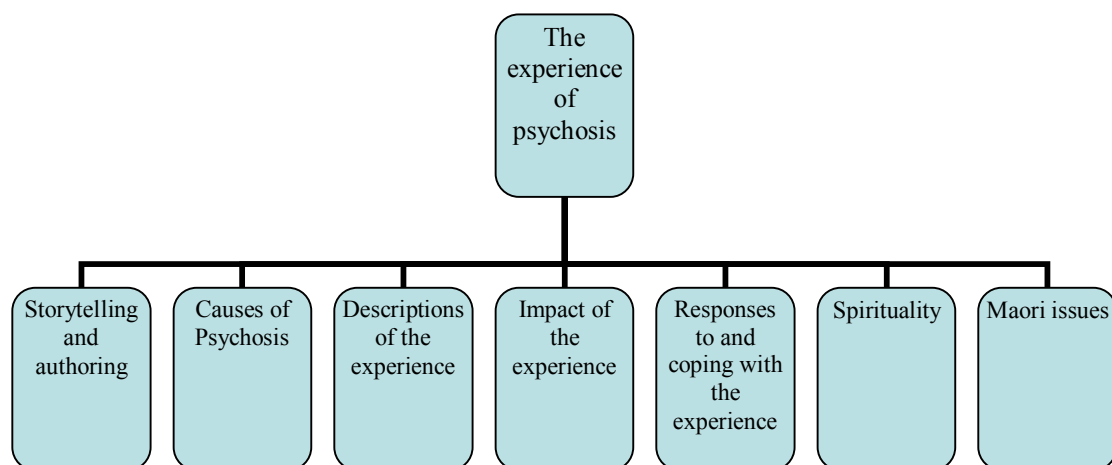 The
experience
of
psychosis
Storytelling
and
authoring
Causes of
Psychosis
Descriptions
of the
experience
Impact of
the
experience
Responses
to and
coping with
the
experience
Spirituality
Maori issues